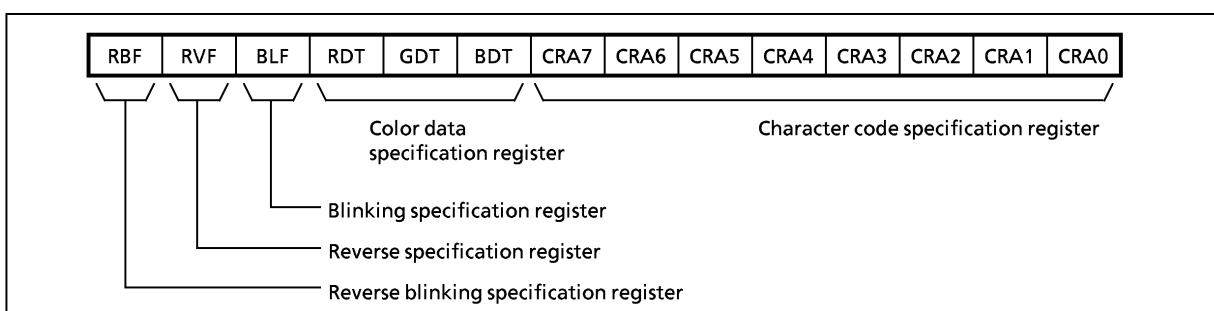 RBF RVF BLF RDT GDT BDT CRA7 CRA6 CRA5 CRA4 CRA3 CRA2 CRA1 CRA0
Color data
specification register
Character code specification register
Blinking specification register
Reverse specification register
Reverse blinking specification register